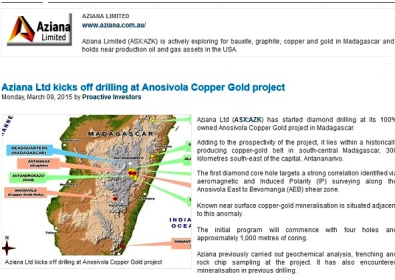 AZIANA LIMITED
www.aziana.com.au/
Aziana
Limited
Aziana Limited (ASX:AZK) is actively exploring for bauxite, graphite, copper and gold in Madagascar and
holds near production oil and gas assets in the USA.
Aziana Ltd kicks off drilling at Anosivola Copper Gold project
Monday, March 09, 2015 by Proactive Investors
MADAGASCAR
HEADQUARTERS
(MADAGASCAR)
ANOSIVOLA
(Copper-Gold Nick)
INDIA
OCEA
Aziana Ltd kicks off drilling at Anosivola Copper Gold project
Aziana Ltd (ASX:AZK) has started diamond drilling at its 100%
owned Anosivola Copper Gold project in Madagascar.
Adding to the prospectivity of the project, it lies within a historically
producing copper-gold belt in south-central Madagascar, 300
kilometres south-east of the capital, Antananarivo.
The first diamond core hole targets a strong correlation identified via
aeromagnetic and Induced Polarity (IP) surveying along the
Anosivola East to Bevomanga (AEB) shear zone.
Known near surface copper-gold mineralisation is situated adjacent
to this anomaly.
The initial program will commence with four holes and
approximately 1,000 metres of coring.
Aziana previously carried out geochemical analysis, trenching and
rock chip sampling at the project. It has also encountered
mineralisation in previous drilling.